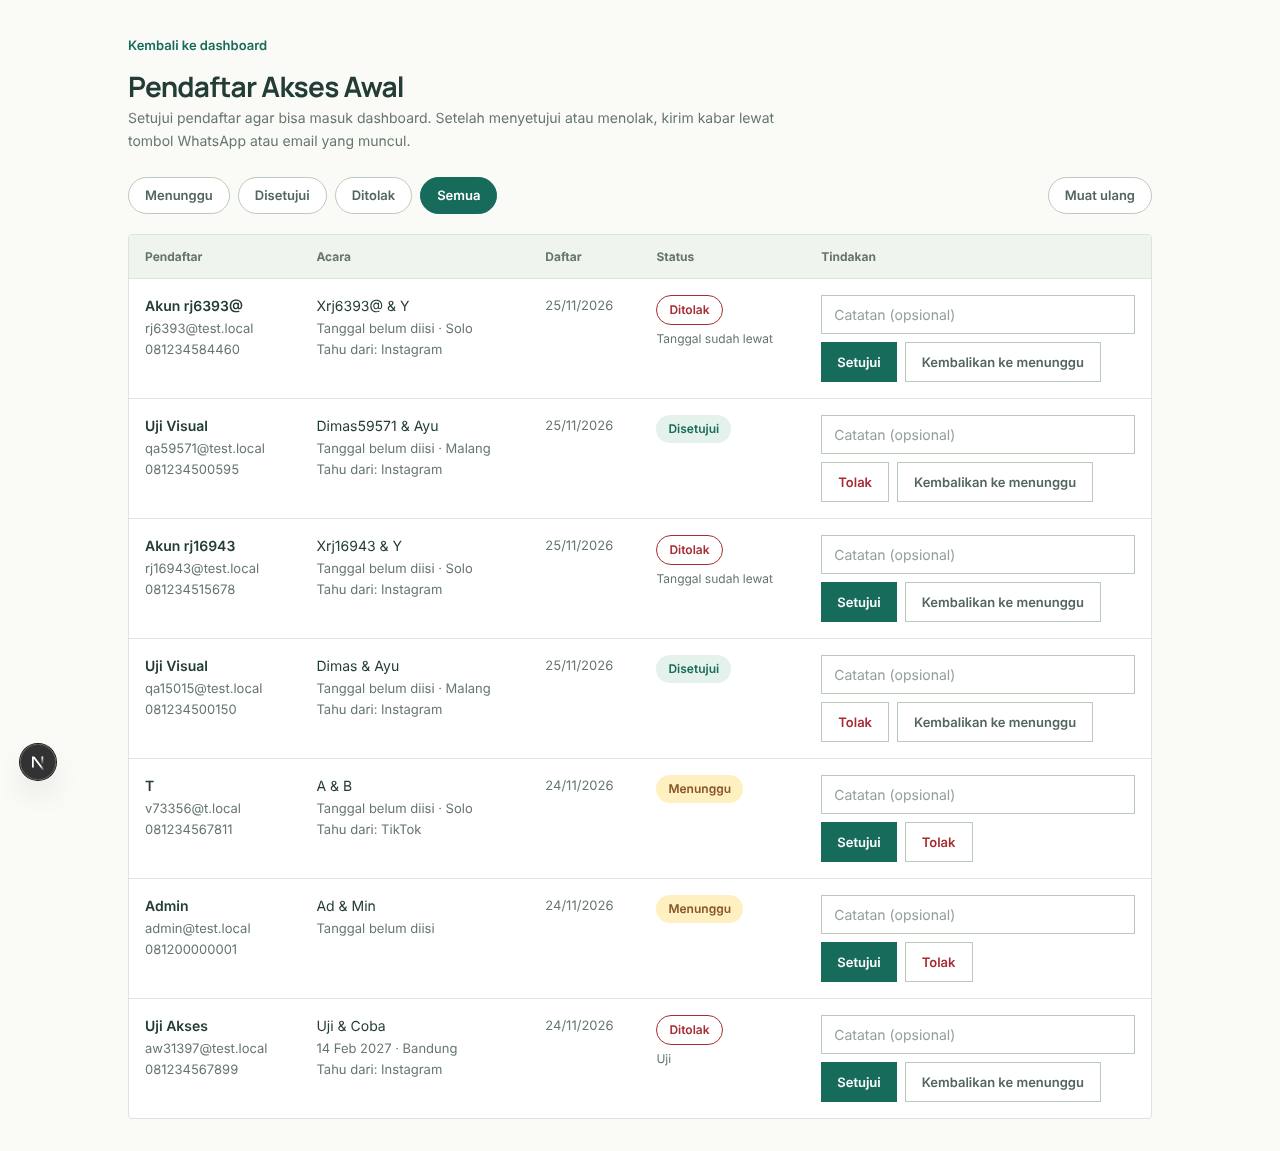 Kembali ke dashboard
Pendaftar Akses Awal
Setujui pendaftar agar bisa masuk dashboard. Setelah menyetujui atau menolak, kirim kabar lewat
tombol WhatsApp atau email yang muncul.
Menunggu Disetujui Ditolak Semua Muat ulang
Pendaftar Acara Daftar Status Tindakan
Akun rj6393@ Xrj6393@ & Y 25/11/2026 Ditolak Catatan (opsional)
rj6393@test.local Tanggal belum diisi · Solo Tanggal sudah lewat
081234584460 Tahu dari: Instagram Setujui Kembalikan ke menunggu
Uji Visual Dimas59571 & Ayu 25/11/2026 Disetujui Catatan (opsional)
qa59571@test.local Tanggal belum diisi · Malang
081234500595 Tahu dari: Instagram Tolak Kembalikan ke menunggu
Akun rj16943 Xrj16943 & Y 25/11/2026 Ditolak Catatan (opsional)
rj16943@test.local Tanggal belum diisi · Solo Tanggal sudah lewat
081234515678 Tahu dari: Instagram Setujui Kembalikan ke menunggu
Uji Visual Dimas & Ayu 25/11/2026 Disetujui Catatan (opsional)
qa15015@test.local Tanggal belum diisi · Malang
081234500150 Tahu dari: Instagram Tolak Kembalikan ke menunggu
T A & B 24/11/2026 Menunggu Catatan (opsional)
v73356@t.local Tanggal belum diisi · Solo
081234567811 Tahu dari: TikTok Setujui Tolak
Admin Ad & Min 24/11/2026 Menunggu Catatan (opsional)
admin@test.local Tanggal belum diisi
081200000001 Setujui Tolak
Uji Akses Uji & Coba 24/11/2026 Ditolak Catatan (opsional)
aw31397@test.local 14 Feb 2027 · Bandung Uji
081234567899 Tahu dari: Instagram Setujui Kembalikan ke menunggu
N